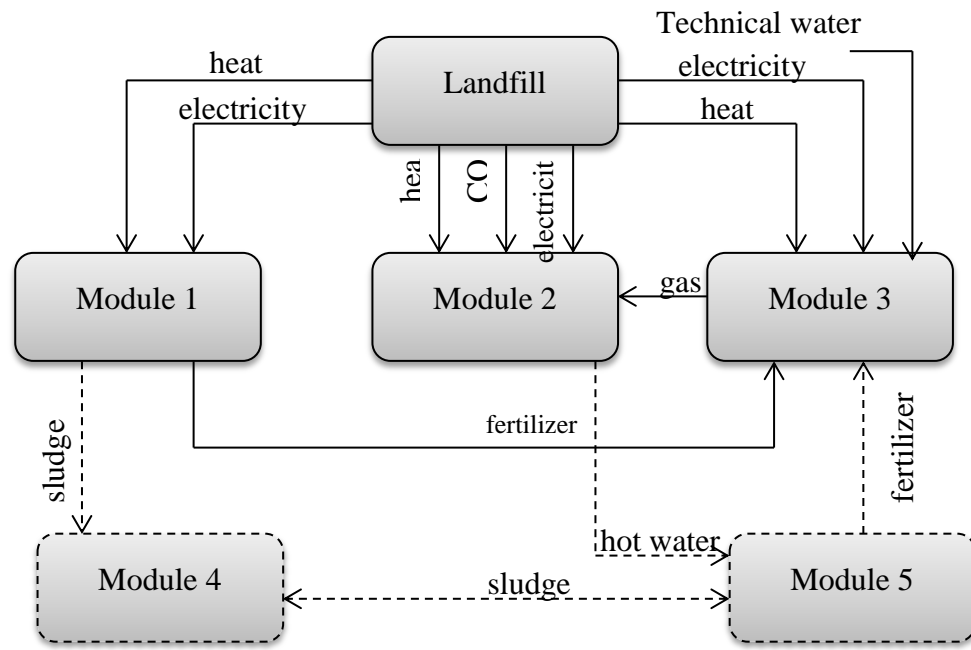 Technical water
heat
electricity
Landfill
electricity
heat
hea
CO
electricit
Module 1
Module 2
gas
Module 3
sludge
fertilizer
fertilizer
hot water
Module 4
sludge
Module 5